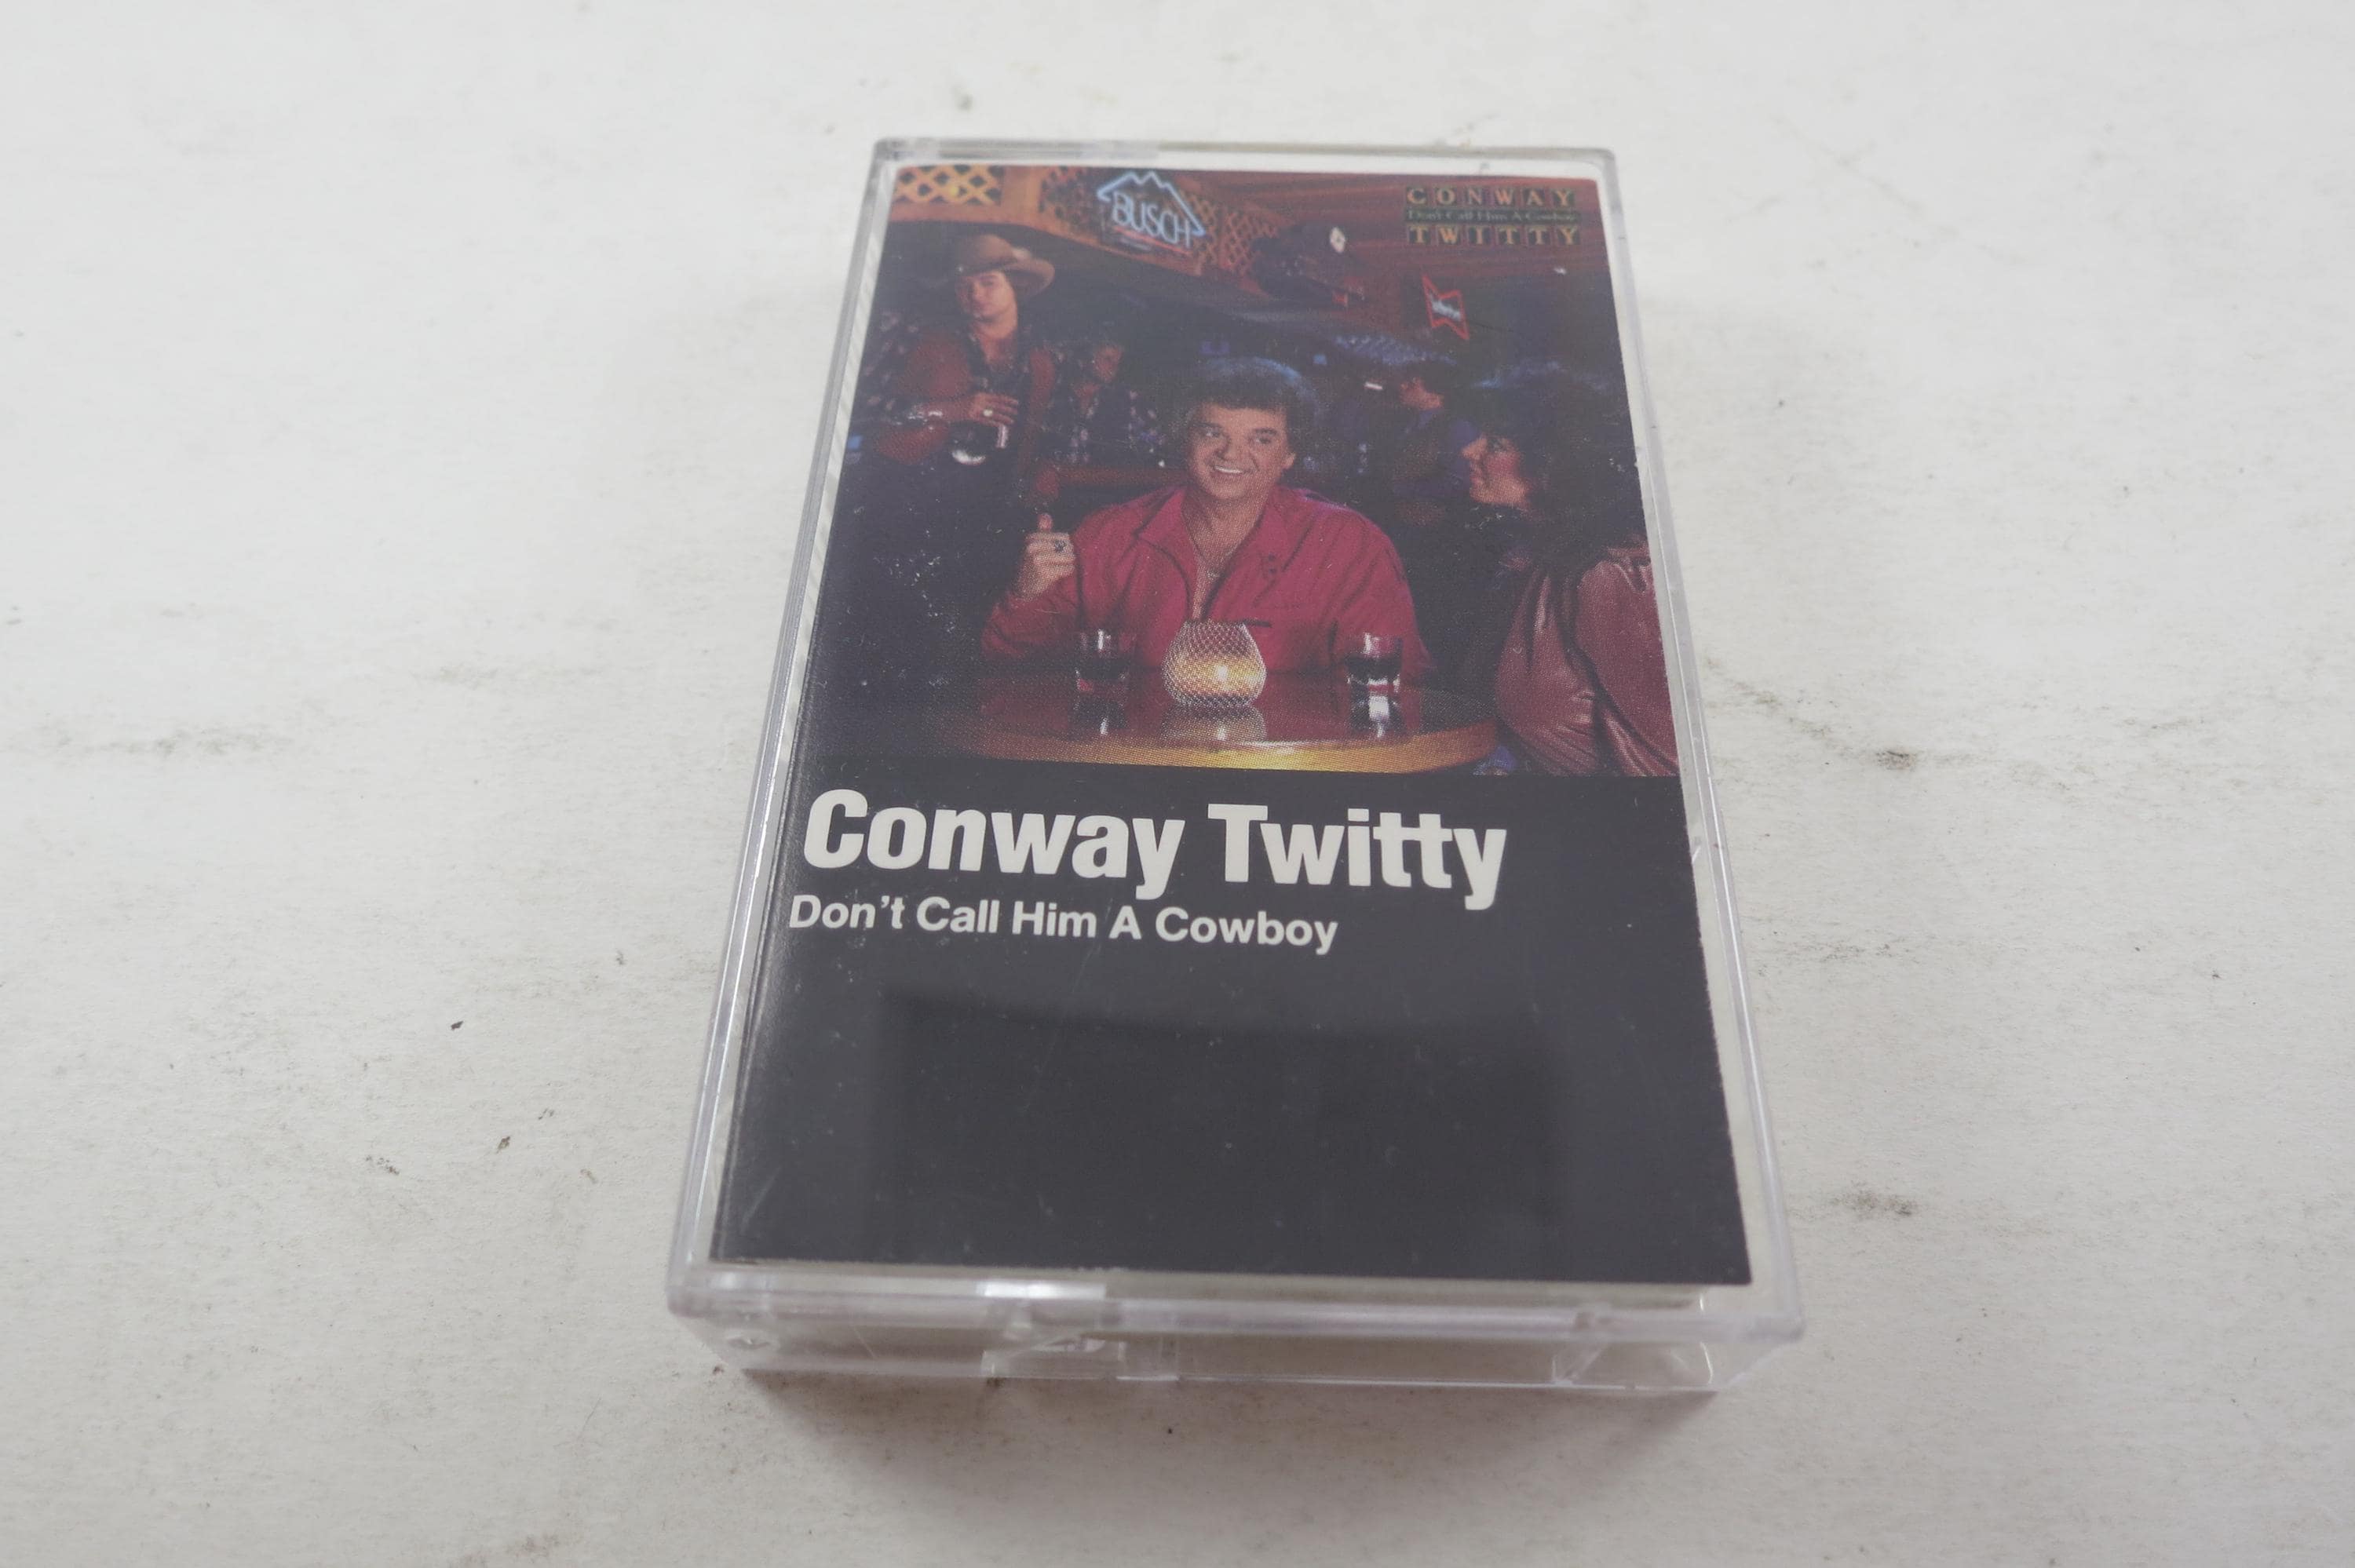 BUSCH
CONWAY
Don't Call Him A Cowboy
TWITTY
Conway Twitty
Don't Call Him A Cowboy